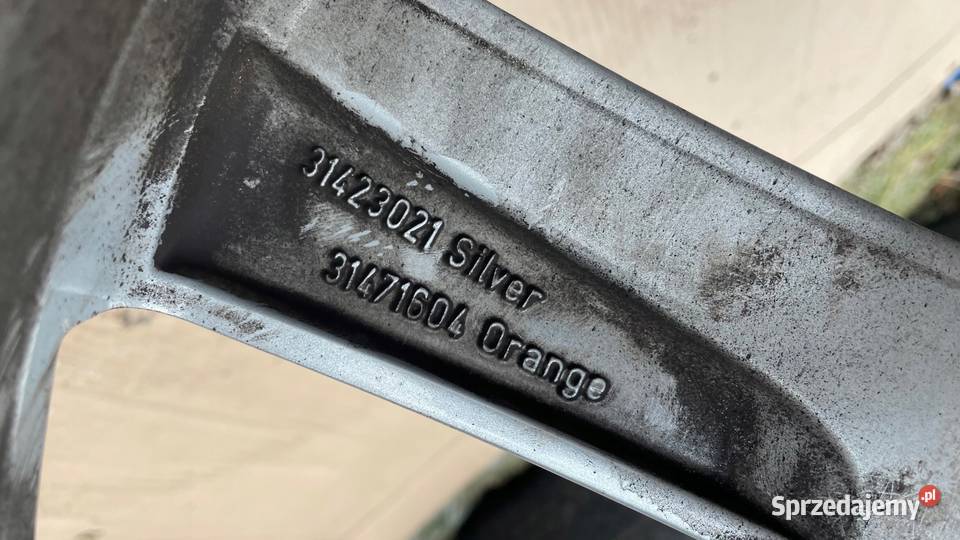 31423021 Silver
31471604 Orange
Sprzedajemy.pl